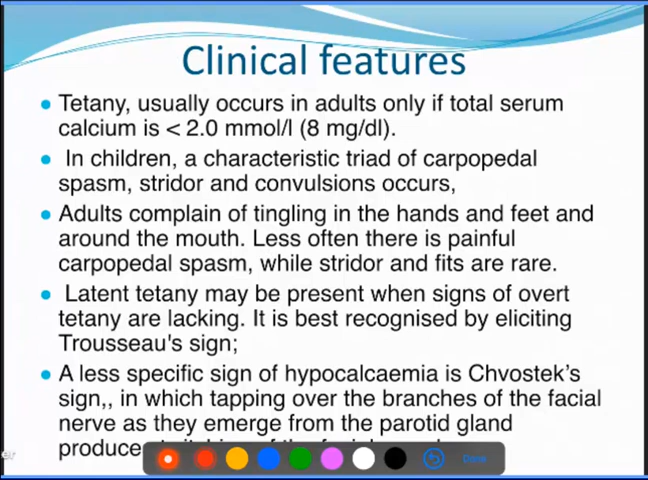 Clinical features
Tetany, usually occurs in adults only if total serum
calcium is < 2.0 mmol/l (8 mg/dl).
In children, a characteristic triad of carpopedal
spasm, stridor and convulsions occurs,
Adults complain of tingling in the hands and feet and
around the mouth. Less often there is painful
carpopedal spasm, while stridor and fits are rare.
Latent tetany may be present when signs of overt
tetany are lacking. It is best recognised by eliciting
Trousseau's sign;
A less specific sign of hypocalcaemia is Chvostek's
sign,, in which tapping over the branches of the facial
nerve as they emerge from the parotid gland
Done